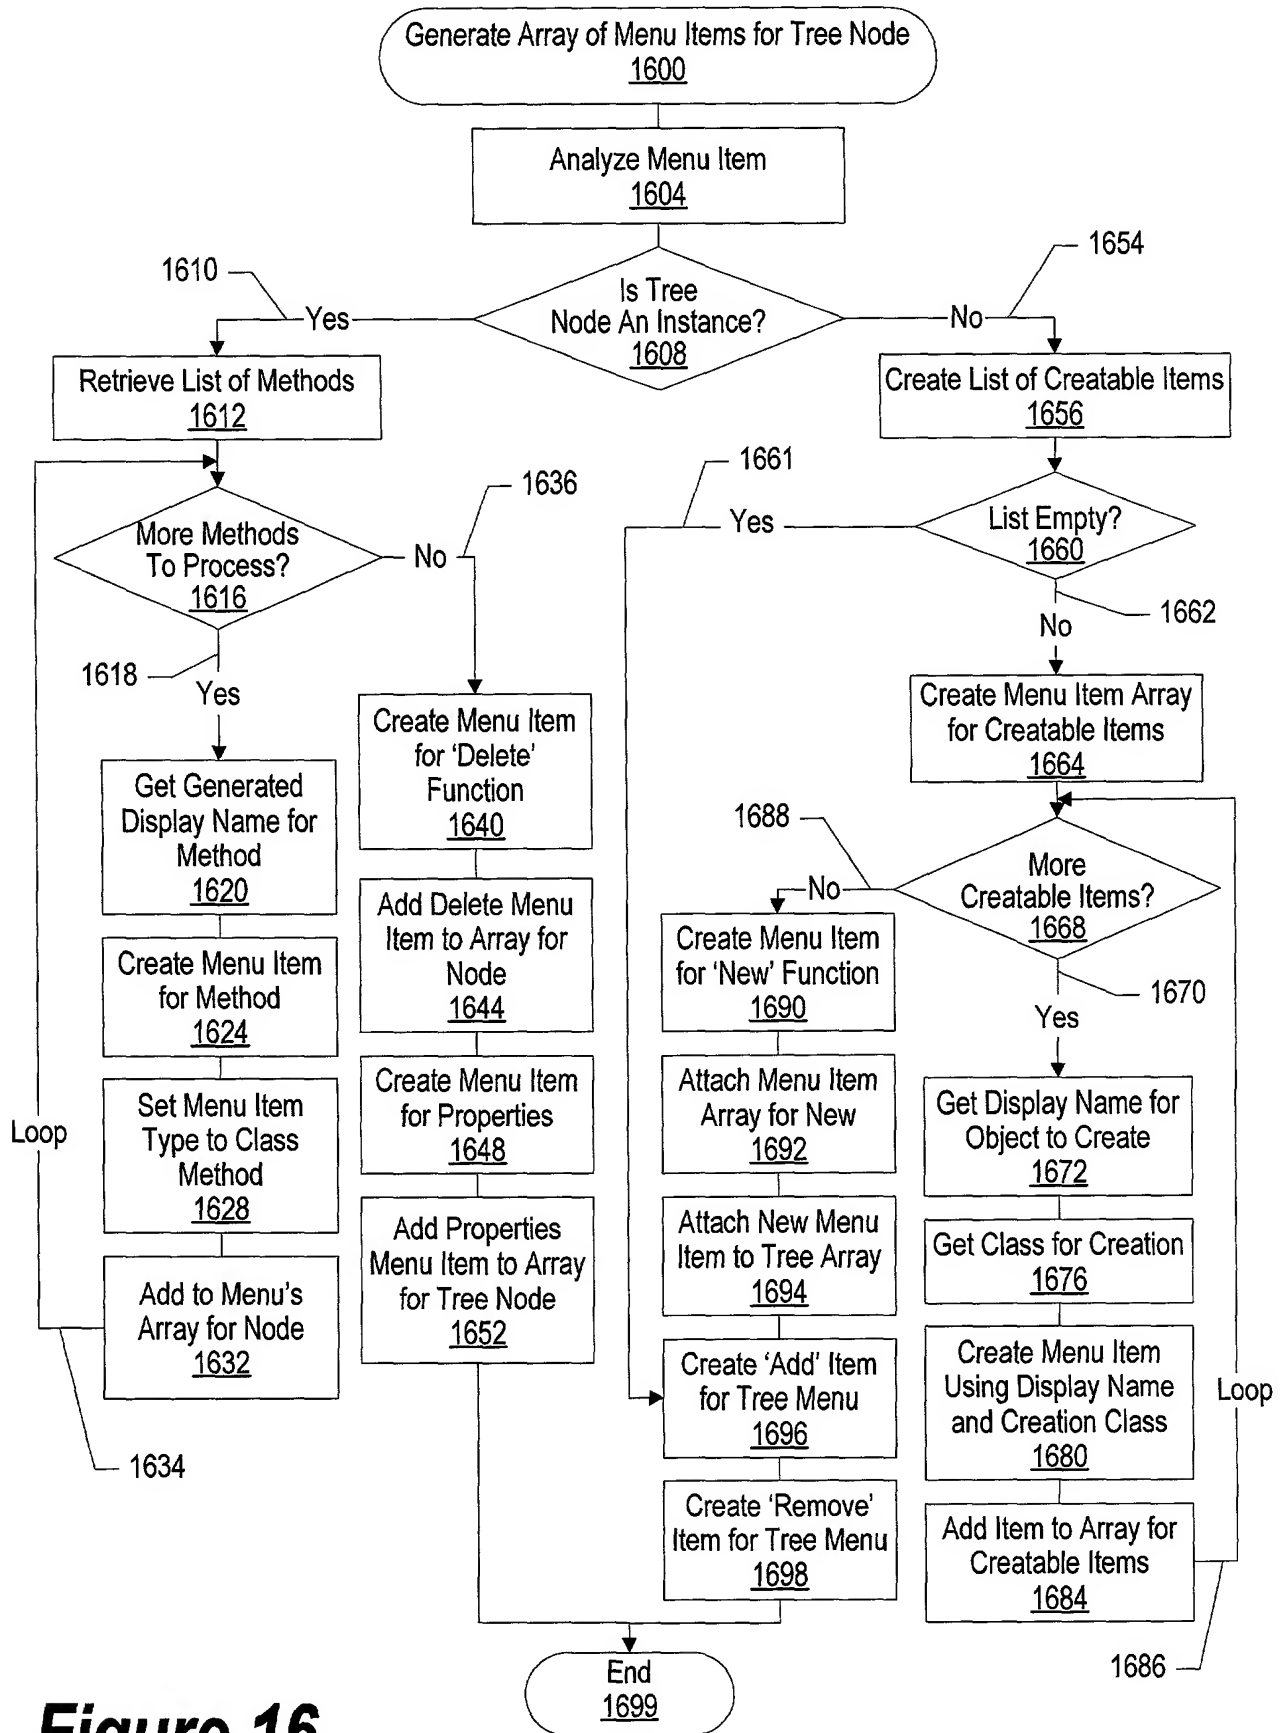 Generate Array of Menu Items for Tree Node
1600
Analyze Menu Item
1604
Is Tree
Node An Instance?
1608
1610
Yes
1654
No
Retrieve List of Methods
1612
Create List of Creatable Items
1656
More Methods
To Process?
1616
1636
No
1661
Yes
List Empty?
1660
1662
No
1618
Yes
Get Generated
Display Name for
Method
1620
Create Menu Item
for Method
1624
Set Menu Item
Type to Class
Method
1628
Add to Menu's
Array for Node
1632
Loop
1634
Create Menu Item
for 'Delete'
Function
1640
Add Delete Menu
Item to Array for
Node
1644
Create Menu Item
for Properties
1648
Add Properties
Menu Item to Array
for Tree Node
1652
Create Menu Item Array
for Creatable Items
1664
More
Creatable Items?
1668
1688
No
1670
Yes
Create Menu Item
for 'New' Function
1690
Attach Menu Item
Array for New
1692
Attach New Menu
Item to Tree Array
1694
Create 'Add' Item
for Tree Menu
1696
Create 'Remove'
Item for Tree Menu
1698
Get Display Name for
Object to Create
1672
Get Class for Creation
1676
Create Menu Item
Using Display Name
and Creation Class
1680
Add Item to Array for
Creatable Items
1684
Loop
1686
End
1699
Figure 16